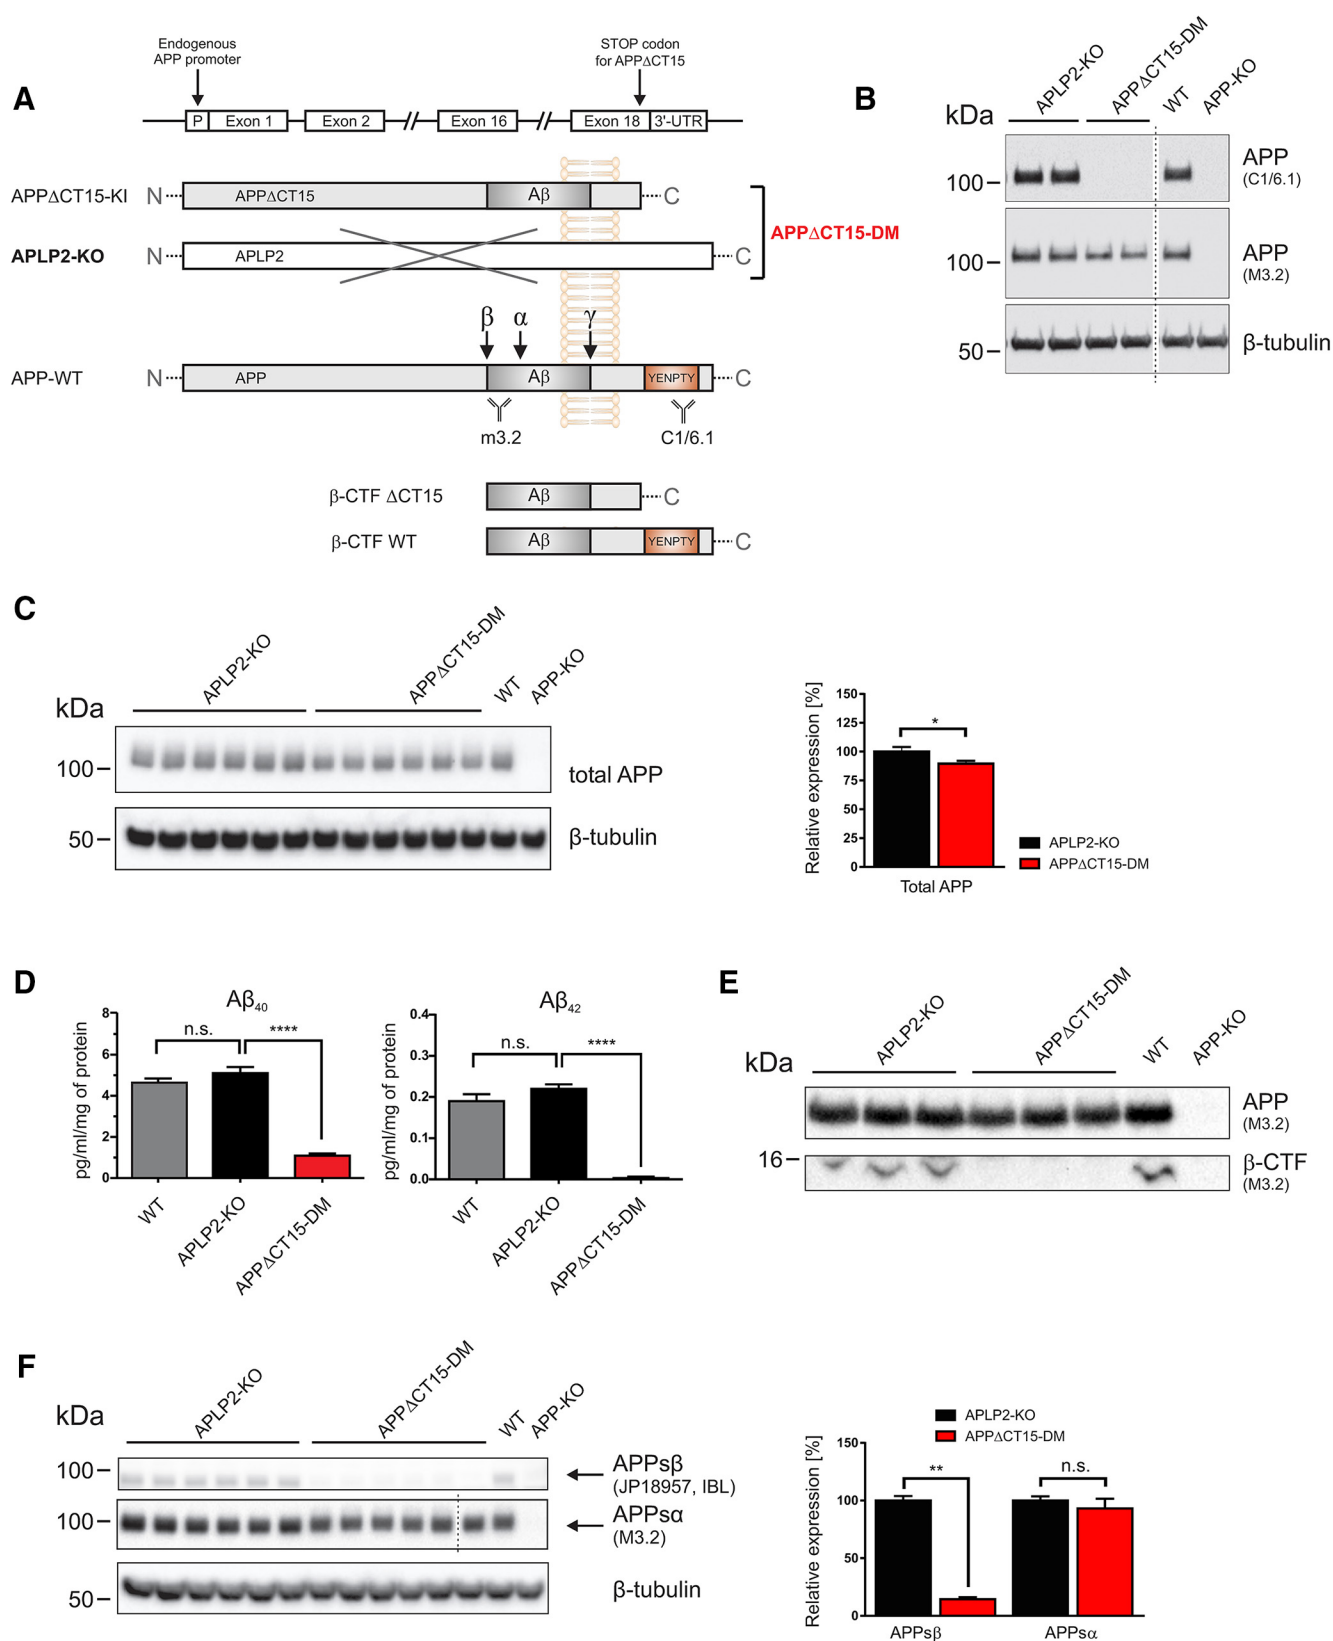 A
Endogenous
APP promoter
STOP codon
for APPΔCT15
P
Exon 1
Exon 2
//
Exon 16
//
Exon 18
3'-UTR
APPΔCT15-KI
N
APPΔCT15
Aβ
C
APLP2-KO
N
APLP2
C
APPΔCT15-DM
β
α
γ
APP-WT
N
APP
Aβ
YENPTY
C
m3.2
C1/6.1
β-CTF ΔCT15
Aβ
C
β-CTF WT
Aβ
YENPTY
C
B
kDa
APLP2-KO
APPΔCT15-DM
WT
APP-KO
100
APP
(C1/6.1)
100
APP
(M3.2)
50
β-tubulin
C
kDa
APLP2-KO
APPΔCT15-DM
WT
APP-KO
100
total APP
50
β-tubulin
Relative expression [%]
150
125
100
75
50
25
0
*
Total APP
APLP2-KO
APPΔCT15-DM
D
Aβ40
pg/ml/mg of protein
8
6
4
2
0
n.s.
****
WT
APLP2-KO
APPΔCT15-DM
Aβ42
pg/ml/mg of protein
0.4
0.3
0.2
0.1
0.0
n.s.
****
WT
APLP2-KO
APPΔCT15-DM
E
kDa
APLP2-KO
APPΔCT15-DM
WT
APP-KO
APP
(M3.2)
16
β-CTF
(M3.2)
F
kDa
APLP2-KO
APPΔCT15-DM
WT
APP-KO
100
APPsβ
(JP18957, IBL)
100
APPsα
(M3.2)
50
β-tubulin
APLP2-KO
APPΔCT15-DM
Relative expression [%]
150
100
50
0
**
n.s.
APPsβ
APPsα